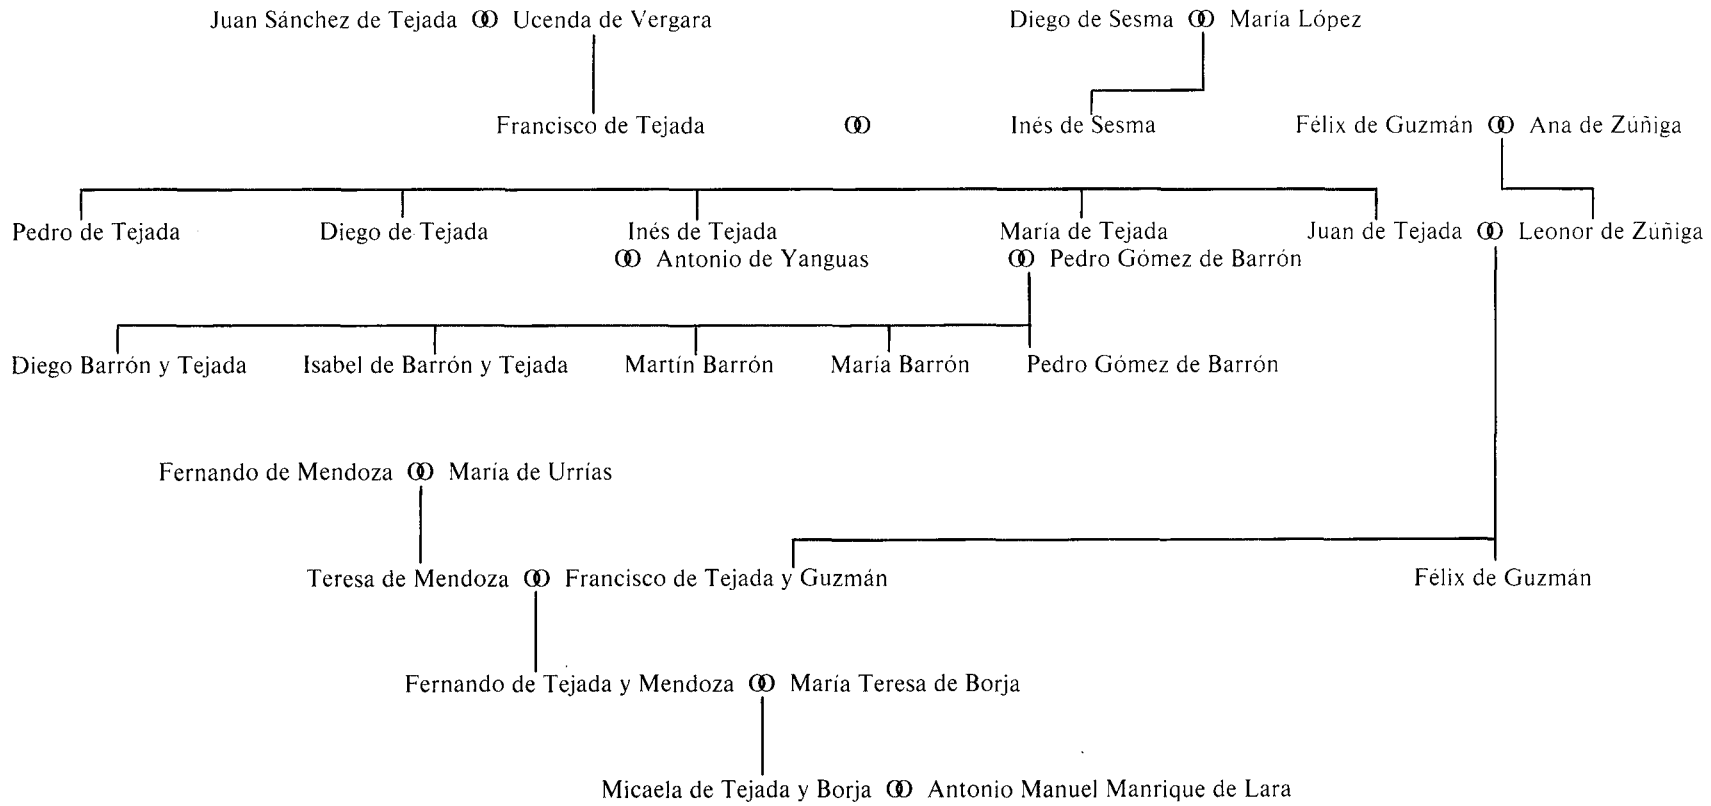 Juan Sánchez de Tejada ⚭ Ucenda de Vergara Diego de Sesma ⚭ María López
Francisco de Tejada ⚭ Inés de Sesma Félix de Guzmán ⚭ Ana de Zúñiga
Pedro de Tejada Diego de Tejada Inés de Tejada María de Tejada Juan de Tejada ⚭ Leonor de Zúñiga
⚭ Antonio de Yanguas ⚭ Pedro Gómez de Barrón
Diego Barrón y Tejada Isabel de Barrón y Tejada Martín Barrón María Barrón Pedro Gómez de Barrón
Fernando de Mendoza ⚭ María de Urrías
Teresa de Mendoza ⚭ Francisco de Tejada y Guzmán Félix de Guzmán
Fernando de Tejada y Mendoza ⚭ María Teresa de Borja
Micaela de Tejada y Borja ⚭ Antonio Manuel Manrique de Lara